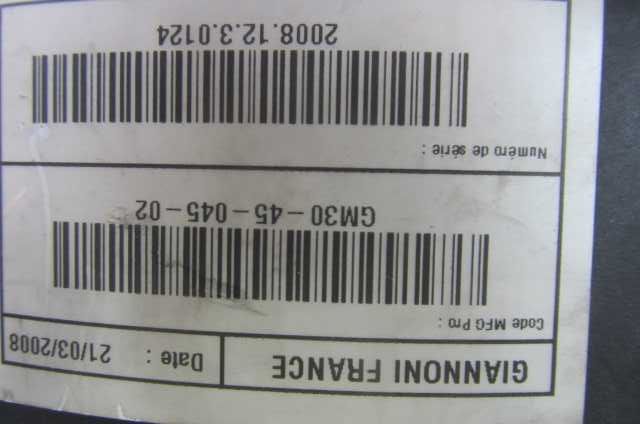 GIANNONI FRANCE
Date : 21/03/2008
Code MFG Pro :
GM30-45-045-02
Numéro de série :
2008.12.3.0124